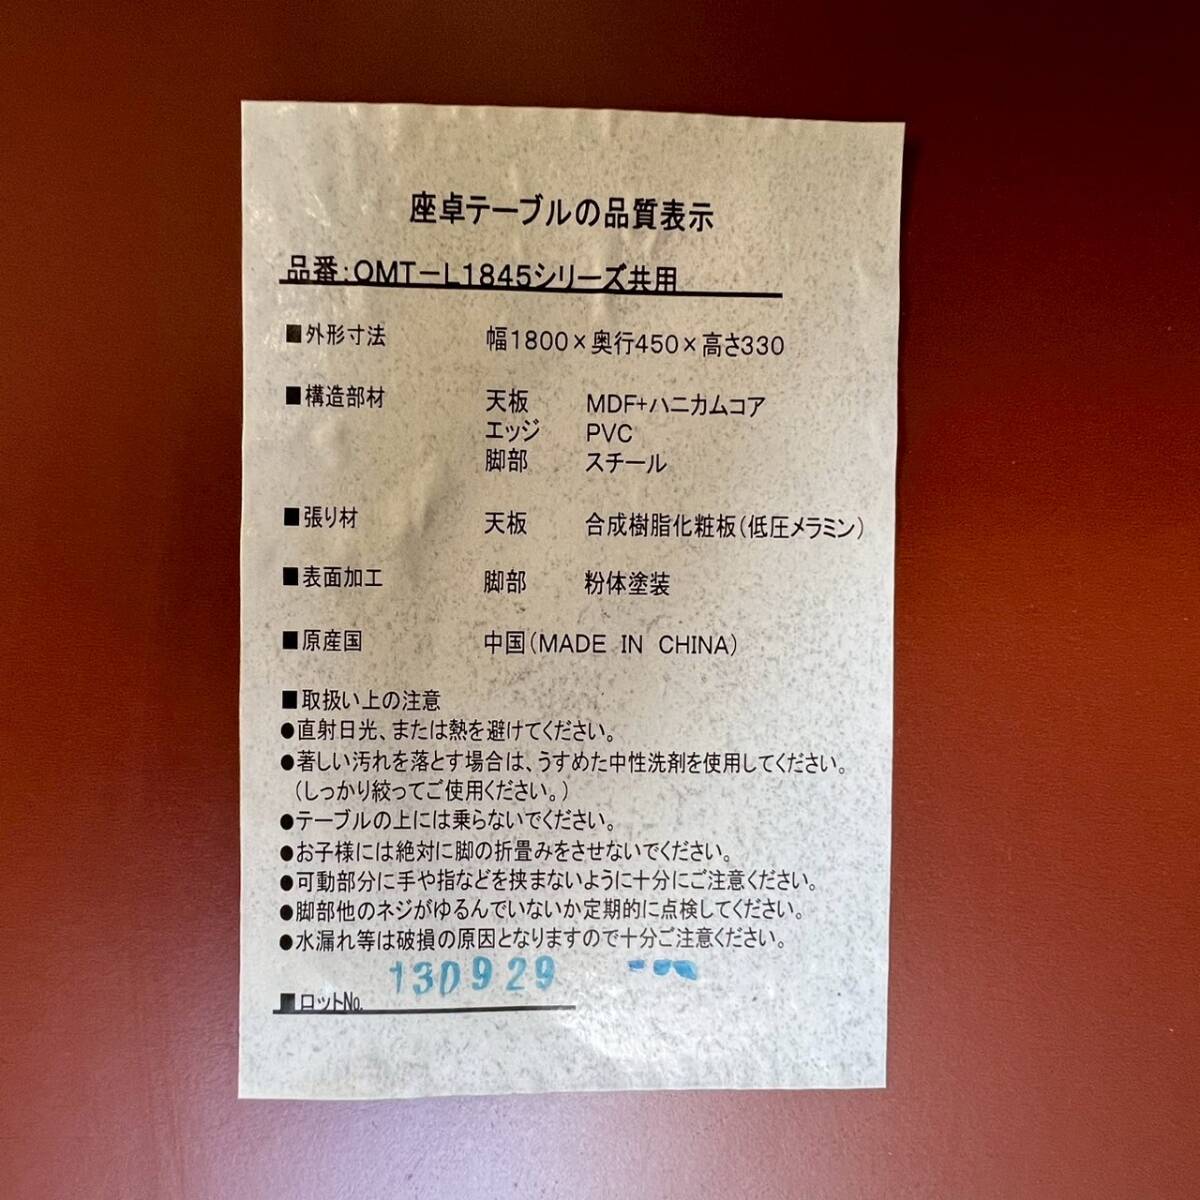 座卓テーブルの品質表示
品番：OMT－L1845シリーズ共用
■外形寸法 幅1800×奥行450×高さ330
■構造部材 天板 MDF+ハニカムコア
エッジ PVC
脚部 スチール
■張り材 天板 合成樹脂化粧板（低圧メラミン）
■表面加工 脚部 粉体塗装
■原産国 中国（MADE IN CHINA）
■取扱い上の注意
●直射日光、または熱を避けてください。
●著しい汚れを落とす場合は、うすめた中性洗剤を使用してください。
（しっかり絞ってご使用ください。）
●テーブルの上には乗らないでください。
●お子様には絶対に脚の折畳みをさせないでください。
●可動部分に手や指などを挟まないように十分にご注意ください。
●脚部他のネジがゆるんでいないか定期的に点検してください。
●水漏れ等は破損の原因となりますので十分ご注意ください。
■ロット№ 130929